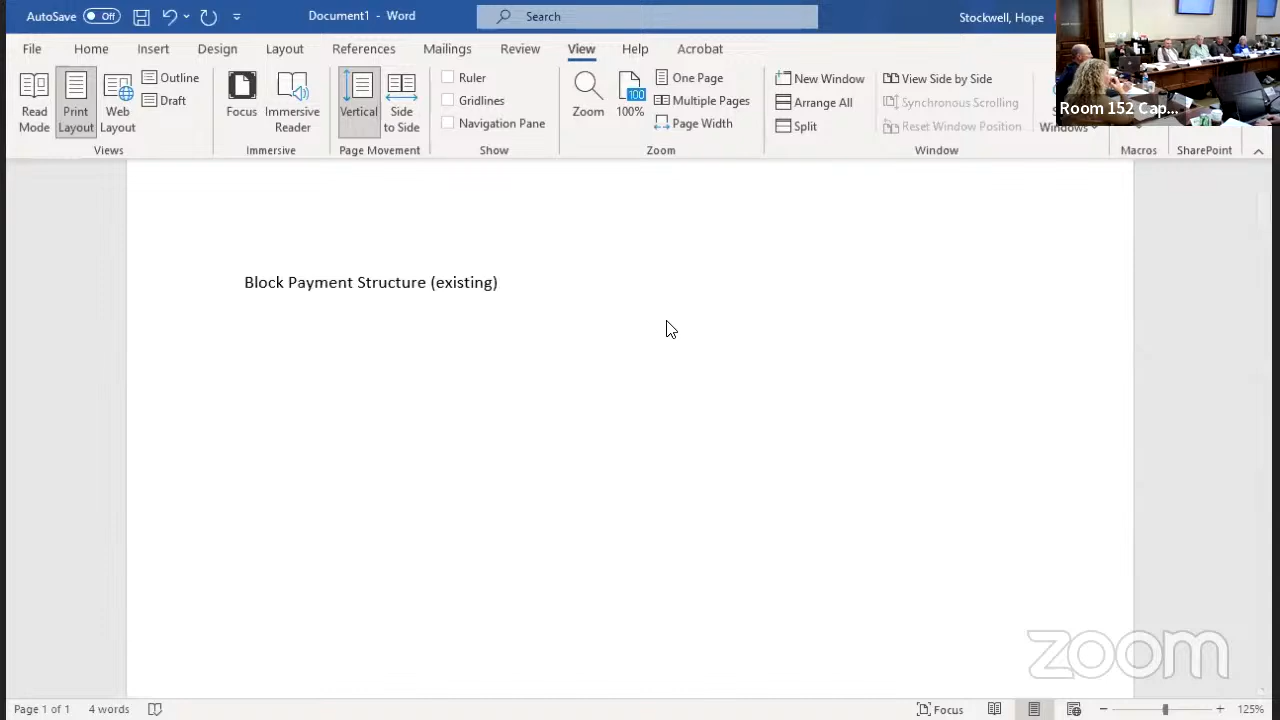 AutoSave Off Document1 - Word Search Stockwell, Hope
File Home Insert Design Layout References Mailings Review View Help Acrobat
Read Mode
Print Layout
Web Layout
Outline
Draft
Views
Focus
Immersive Reader
Immersive
Vertical
Side to Side
Page Movement
Ruler
Gridlines
Navigation Pane
Show
Zoom
100
100%
One Page
Multiple Pages
Page Width
Zoom
New Window
Arrange All
Split
View Side by Side
Synchronous Scrolling
Reset Window Position
Windows
Window
Macros
SharePoint
Room 152 Cap...
Block Payment Structure (existing)
zoom
Page 1 of 1 4 words Focus 125%